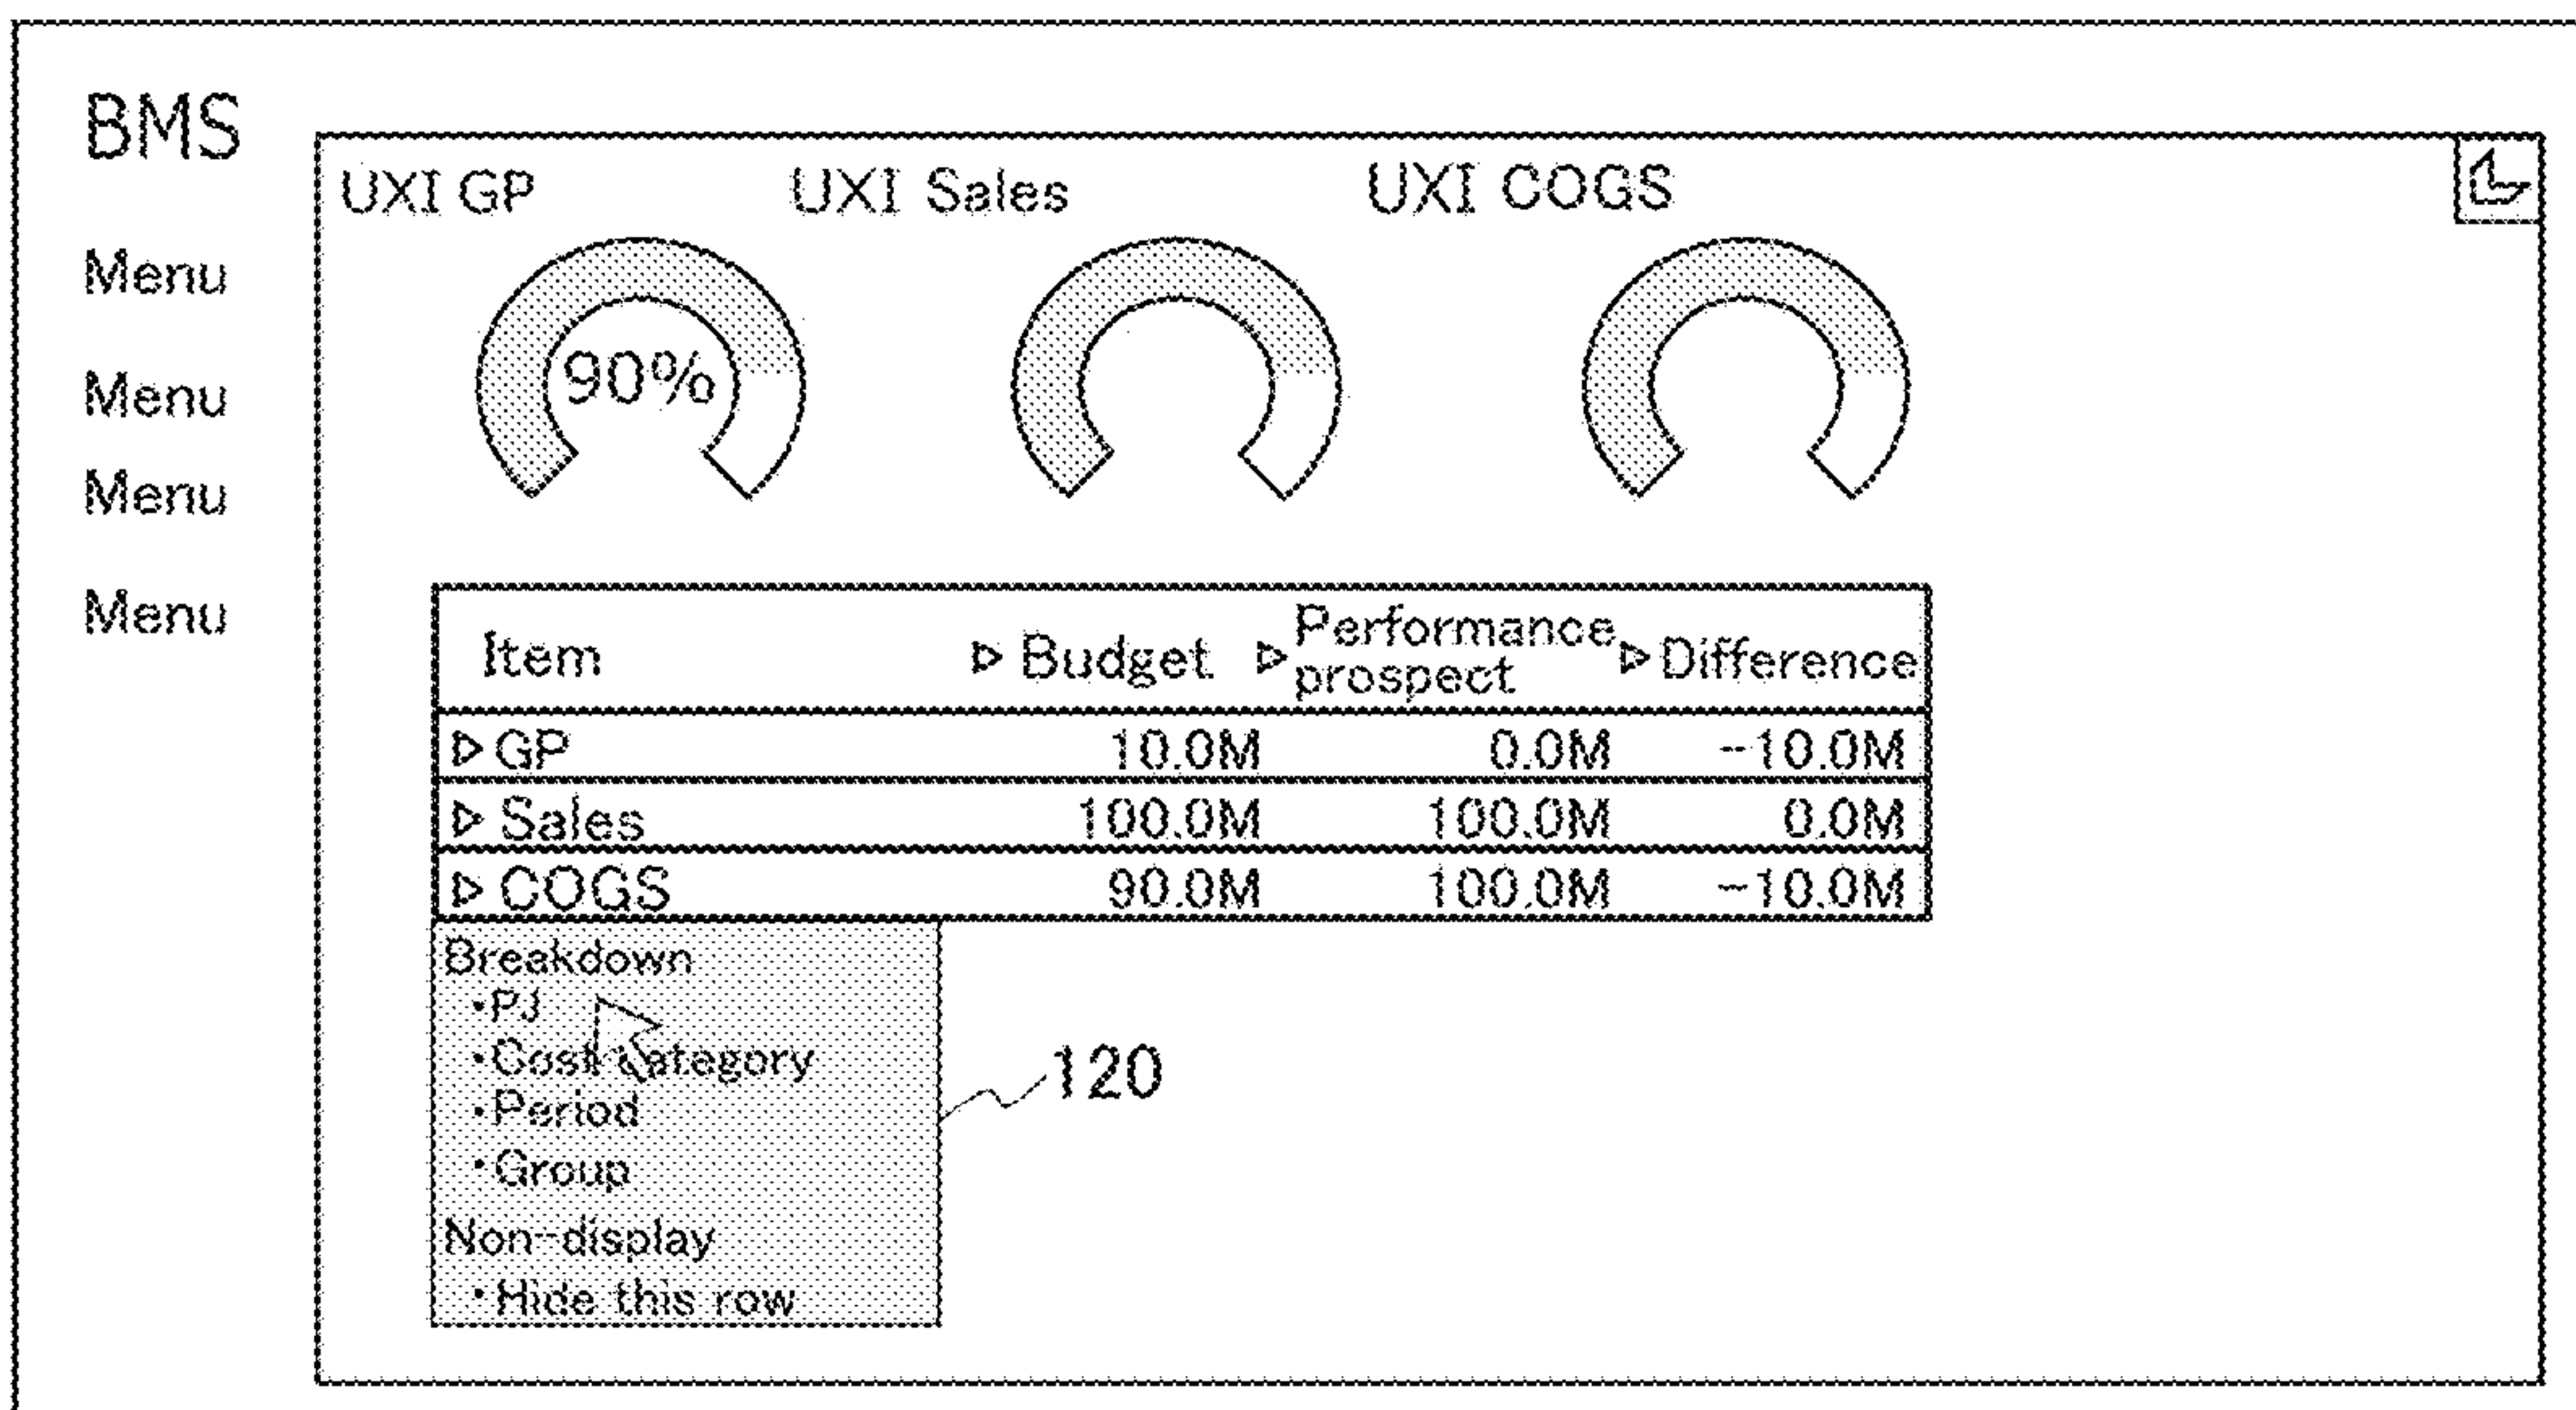 BMS
Menu
Menu
Menu
Menu
UXI GP
UXI Sales
UXI COGS
90%
Item
Budget
Performance
prospect
Difference
GP 10.0M 0.0M -10.0M
Sales 100.0M 100.0M 0.0M
COGS 90.0M 100.0M -10.0M
Breakdown
・PJ
・Cost category
・Period
・Group
Non-display
・Hide this row
120